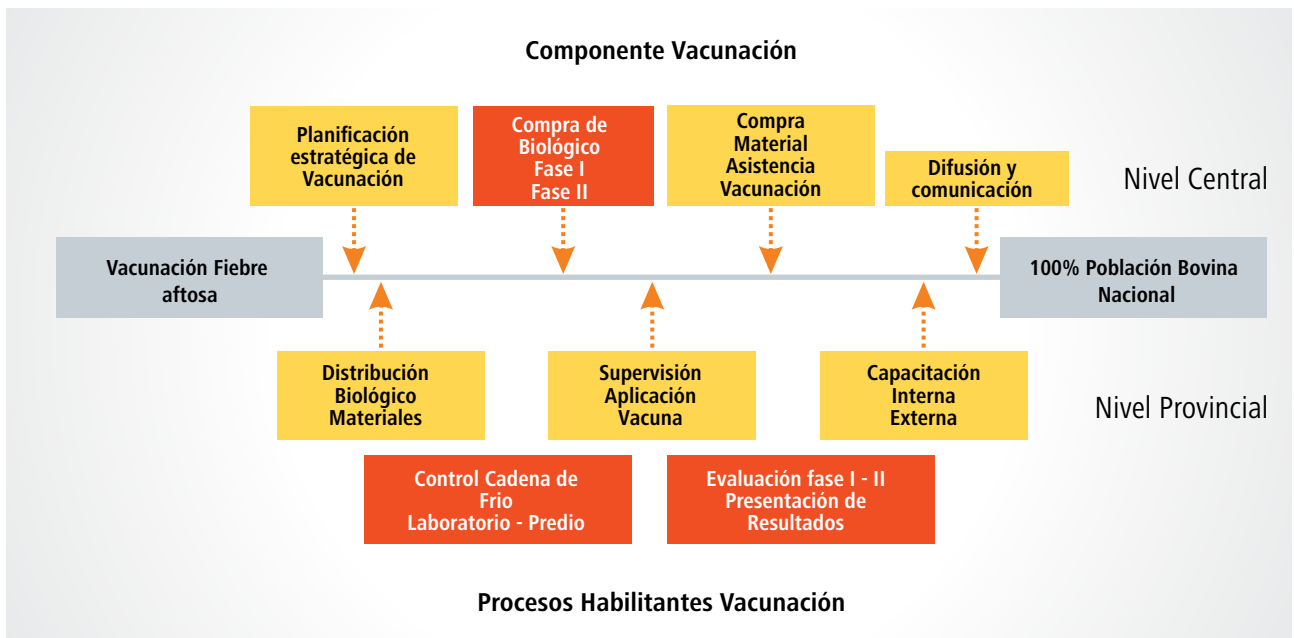 Componente Vacunación
Planificación
estratégica de
Vacunación
Compra de
Biológico
Fase I
Fase II
Compra
Material
Asistencia
Vacunación
Difusión y
comunicación
Nivel Central
Vacunación Fiebre
aftosa
100% Población Bovina
Nacional
Distribución
Biológico
Materiales
Supervisión
Aplicación
Vacuna
Capacitación
Interna
Externa
Nivel Provincial
Control Cadena de
Frio
Laboratorio - Predio
Evaluación fase I - II
Presentación de
Resultados
Procesos Habilitantes Vacunación